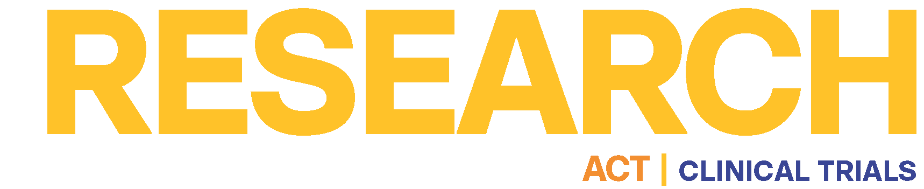 RESEARCH
ACT | CLINICAL TRIALS